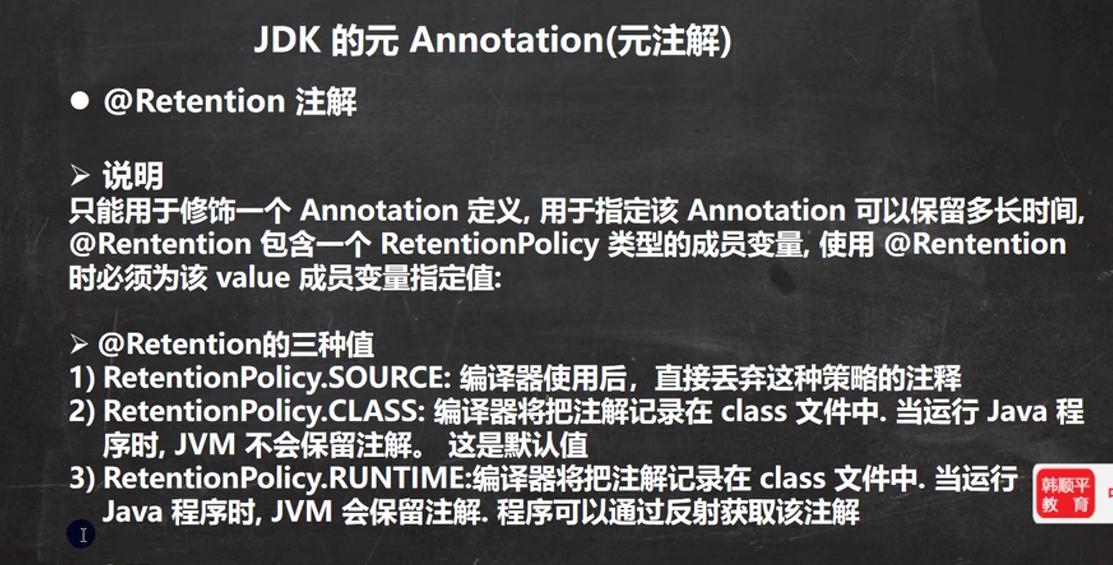 JDK 的元 Annotation(元注解)
● @Retention 注解
➢ 说明
只能用于修饰一个 Annotation 定义, 用于指定该 Annotation 可以保留多长时间,
@Rentention 包含一个 RetentionPolicy 类型的成员变量, 使用 @Rentention
时必须为该 value 成员变量指定值:
➢ @Retention的三种值
1) RetentionPolicy.SOURCE: 编译器使用后，直接丢弃这种策略的注释
2) RetentionPolicy.CLASS: 编译器将把注解记录在 class 文件中. 当运行 Java 程
序时, JVM 不会保留注解。 这是默认值
3) RetentionPolicy.RUNTIME:编译器将把注解记录在 class 文件中. 当运行
Java 程序时, JVM 会保留注解. 程序可以通过反射获取该注解
韩顺平
教育